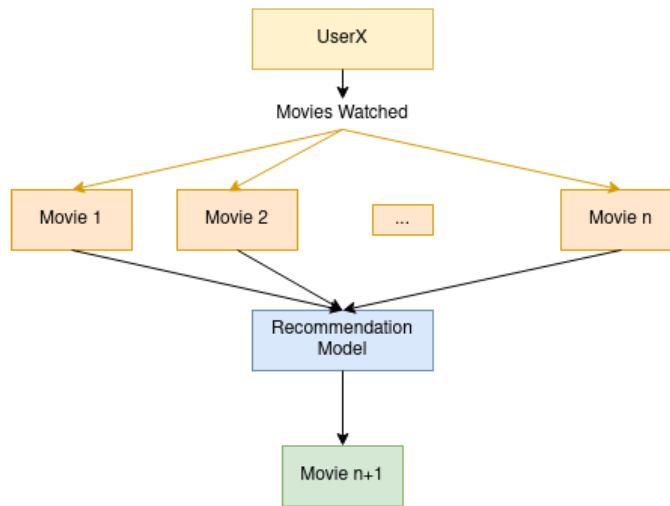 UserX
Movies Watched
Movie 1
Movie 2
...
Movie n
Recommendation
Model
Movie n+1